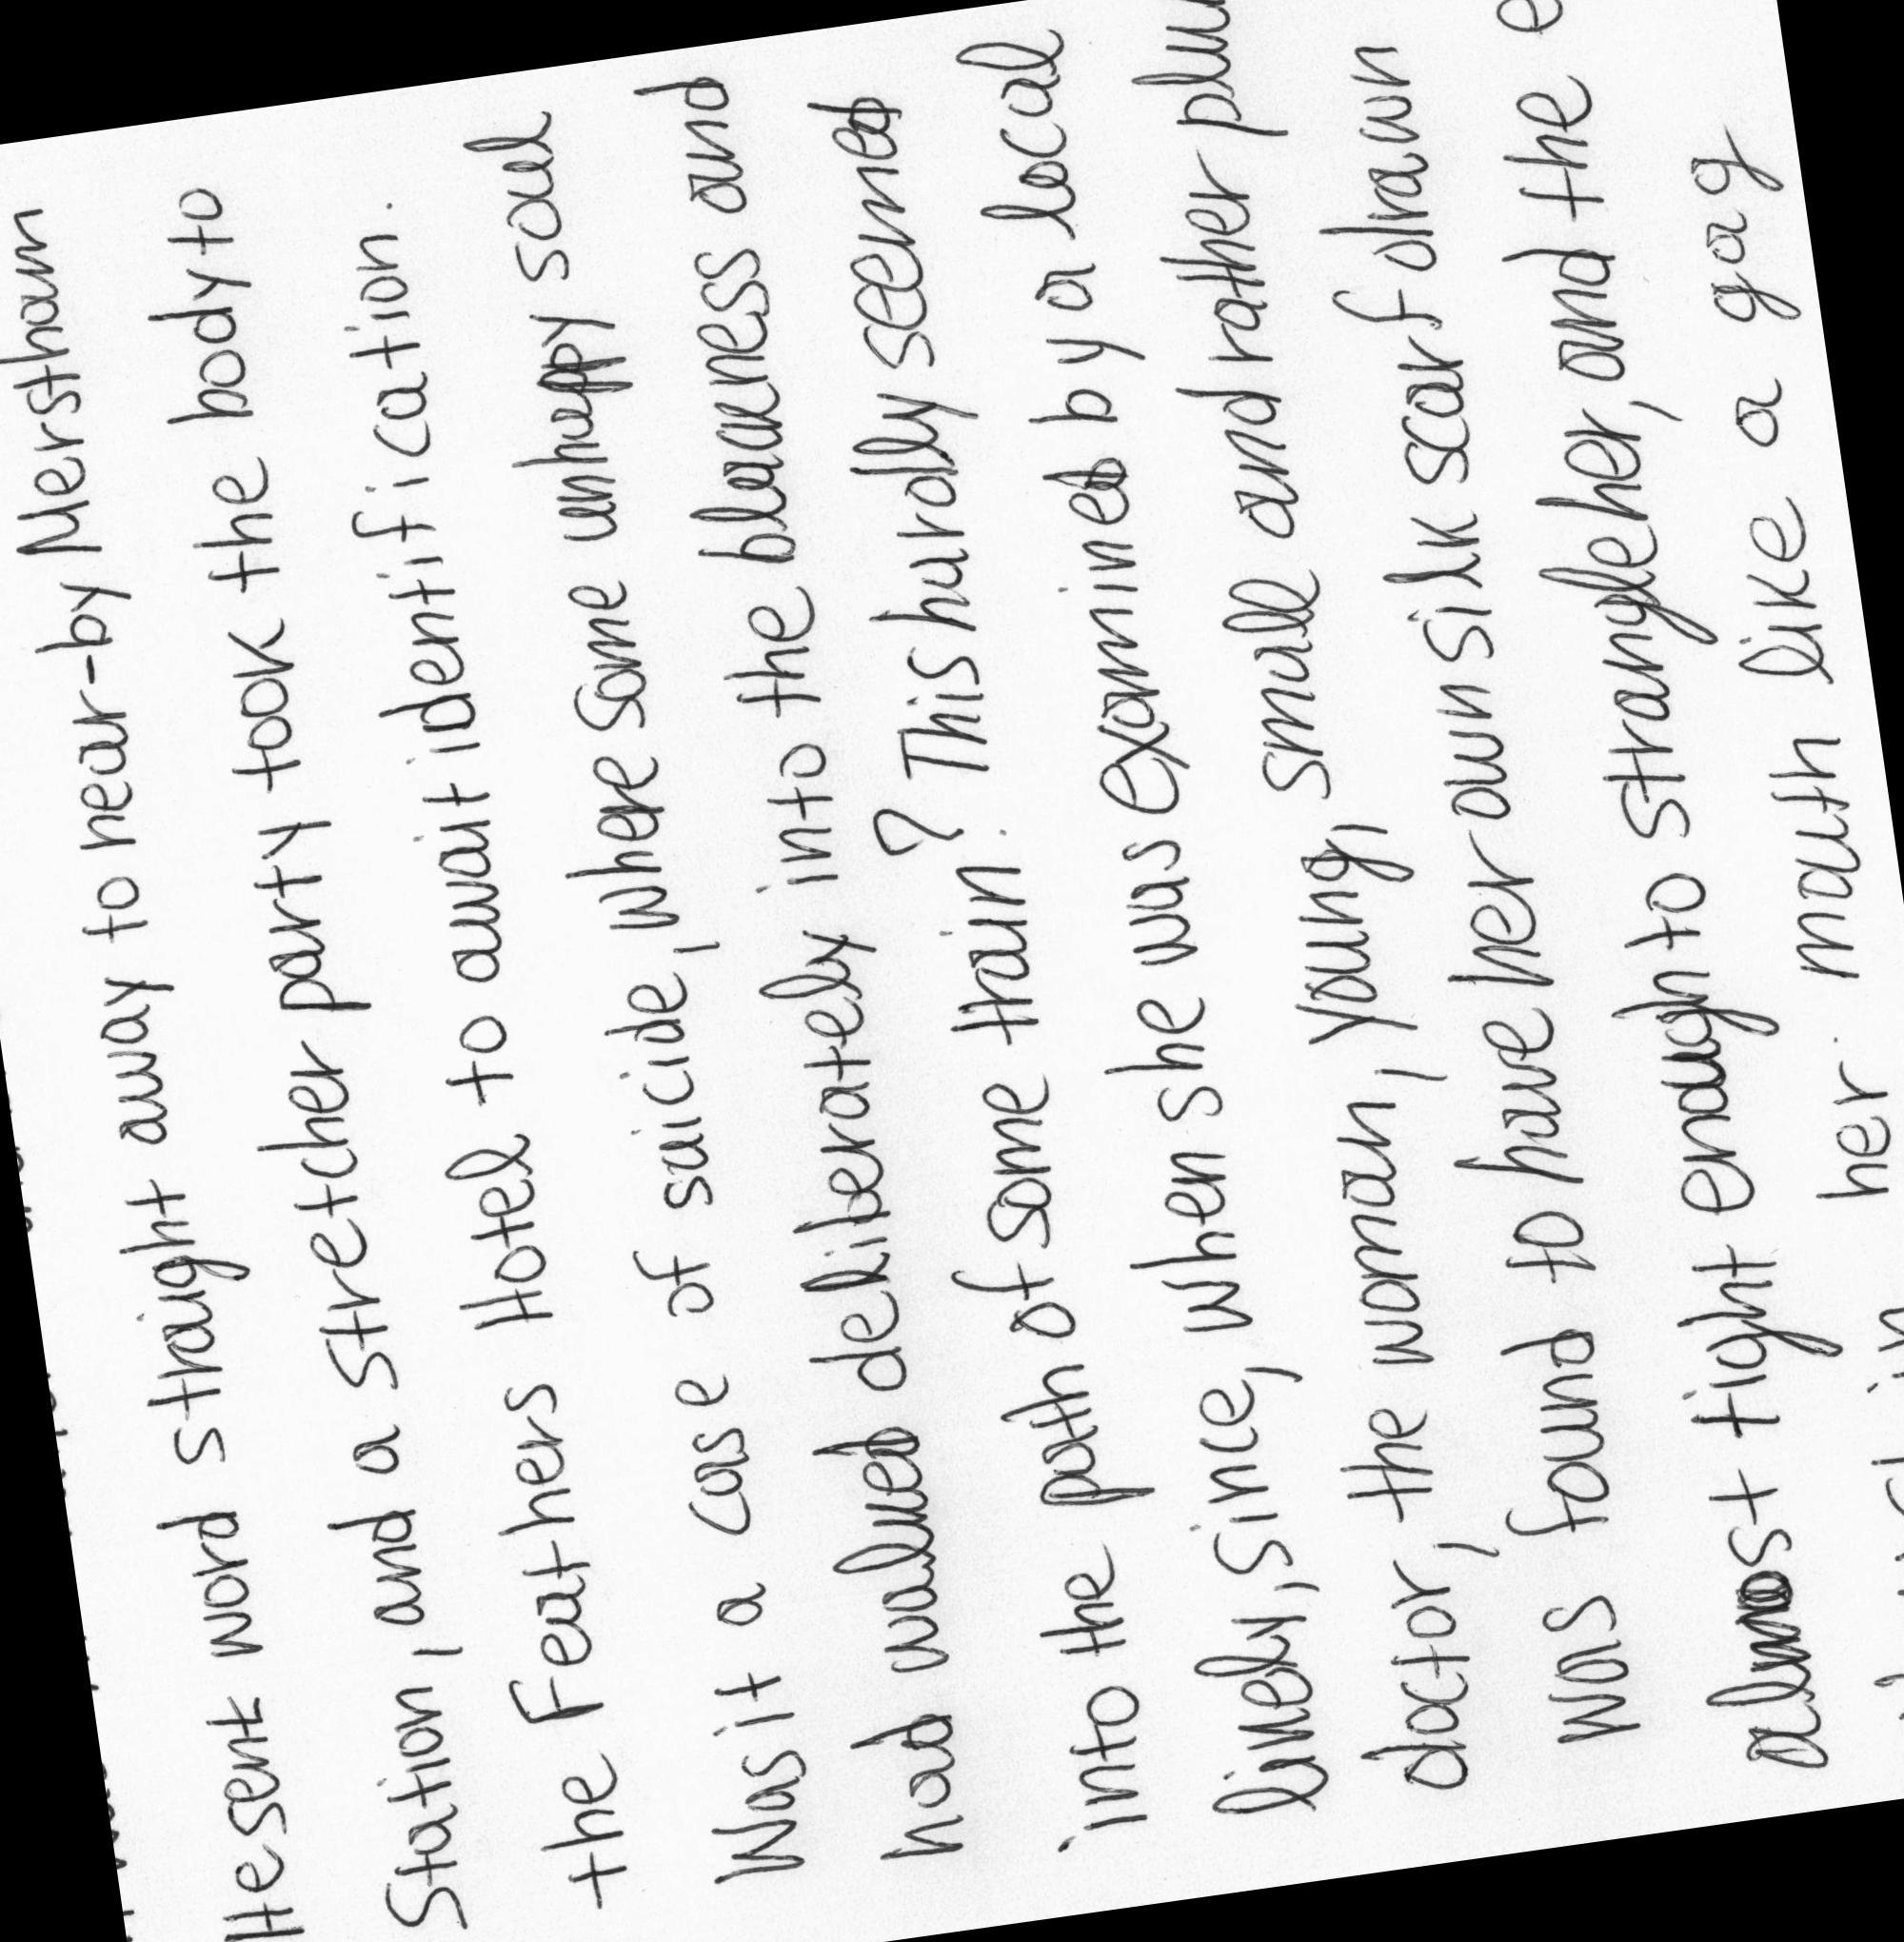 He sent word straight away to near-by Merstham
Station, and a stretcher party took the body to
the Feathers Hotel to await identification.
Was it a case of suicide, where some unhappy soul
had walked deliberately into the blackness and
into the path of some train? This hardly seemed
likely, since, when she was examined by a local
doctor, the woman, young, small and rather
was found to have her own silk scarf drawn
almost tight enough to strangle her, and the
her mouth like a gag